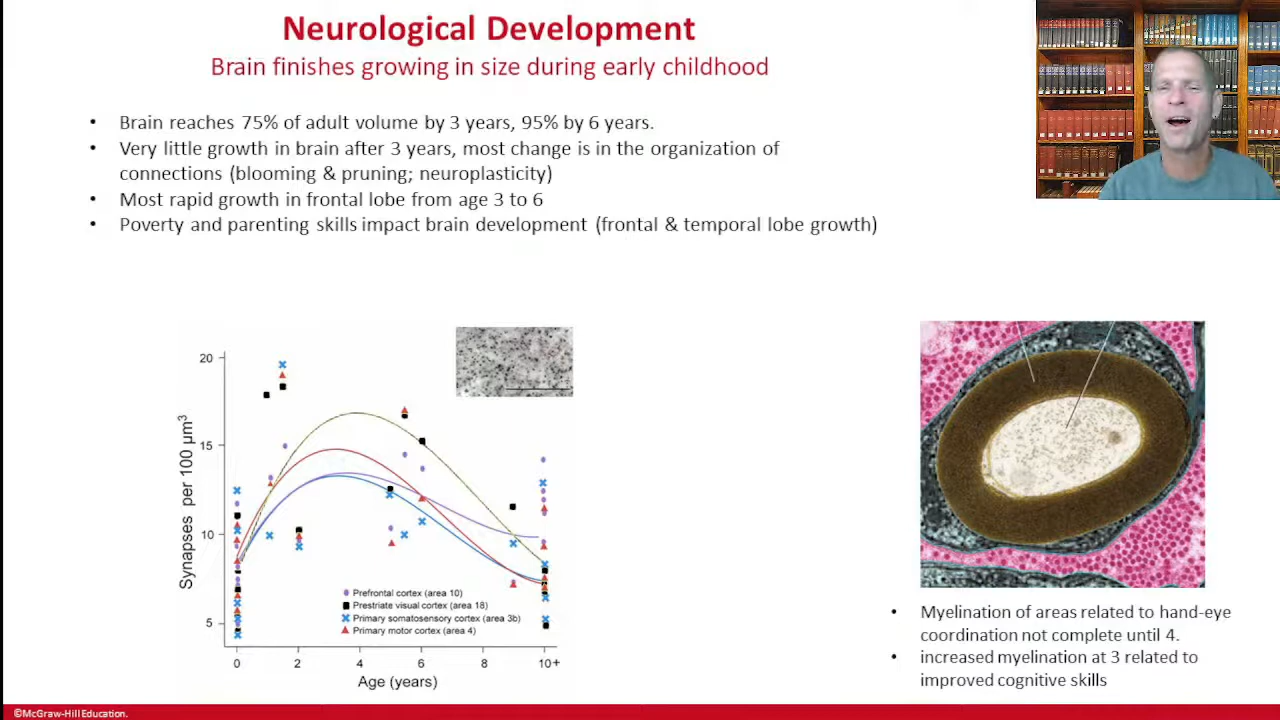 Neurological Development
Brain finishes growing in size during early childhood
• Brain reaches 75% of adult volume by 3 years, 95% by 6 years.
• Very little growth in brain after 3 years, most change is in the organization of
connections (blooming & pruning; neuroplasticity)
• Most rapid growth in frontal lobe from age 3 to 6
• Poverty and parenting skills impact brain development (frontal & temporal lobe growth)
Synapses per 100 μm³
20
15
10
5
Prefrontal cortex (area 10)
Prestriate visual cortex (area 18)
Primary somatosensory cortex (area 3b)
Primary motor cortex (area 4)
0 2 4 6 8 10+
Age (years)
• Myelination of areas related to hand-eye
coordination not complete until 4.
• increased myelination at 3 related to
improved cognitive skills
©McGraw-Hill Education.